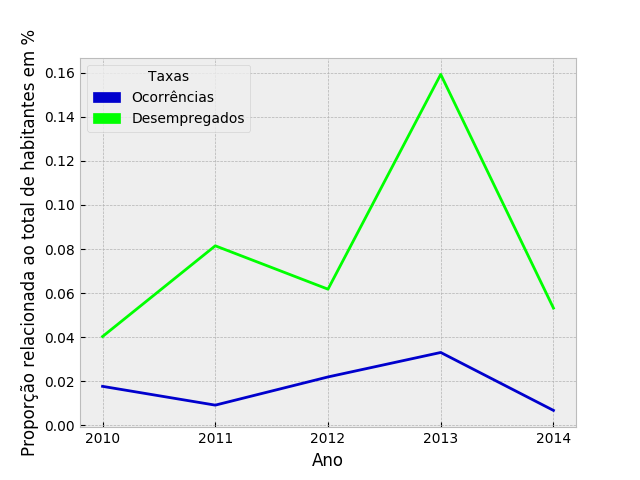 Proporção relacionada ao total de habitantes em %
0.16
0.14
0.12
0.10
0.08
0.06
0.04
0.02
0.00
Taxas
Ocorrências
Desempregados
2010 2011 2012 2013 2014
Ano